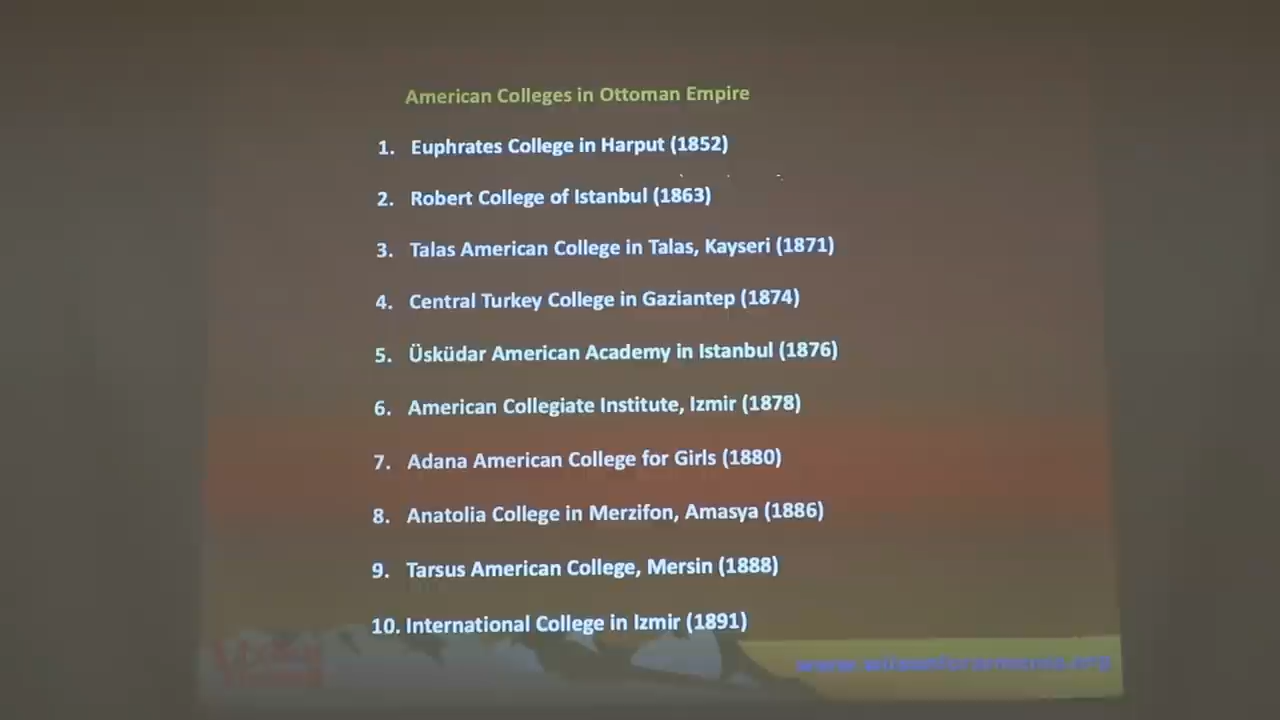 American Colleges in Ottoman Empire
1. Euphrates College in Harput (1852)
2. Robert College of Istanbul (1863)
3. Talas American College in Talas, Kayseri (1871)
4. Central Turkey College in Gaziantep (1874)
5. Üsküdar American Academy in Istanbul (1876)
6. American Collegiate Institute, Izmir (1878)
7. Adana American College for Girls (1880)
8. Anatolia College in Merzifon, Amasya (1886)
9. Tarsus American College, Mersin (1888)
10. International College in Izmir (1891)